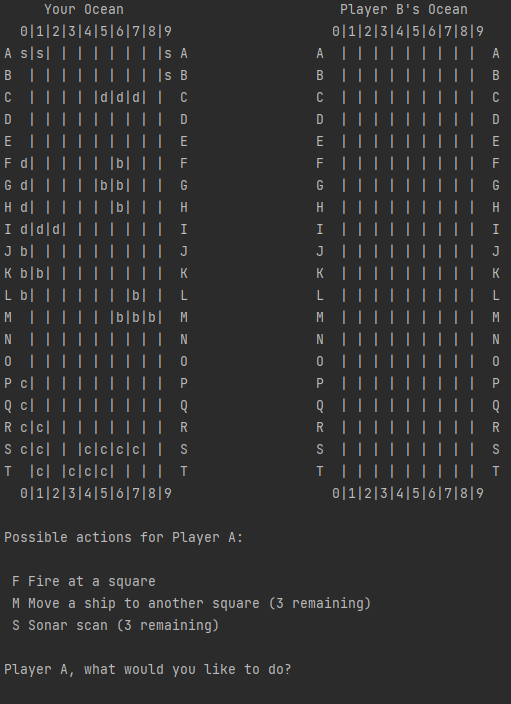 Your Ocean Player B's Ocean
0|1|2|3|4|5|6|7|8|9 0|1|2|3|4|5|6|7|8|9
A s|s| | | | | | | |s A A  | | | | | | | | |  A
B  | | | | | | | | |s B B  | | | | | | | | |  B
C  | | | | |d|d|d| |  C C  | | | | | | | | |  C
D  | | | | | | | | |  D D  | | | | | | | | |  D
E  | | | | | | | | |  E E  | | | | | | | | |  E
F d| | | | | |b| | |  F F  | | | | | | | | |  F
G d| | | | |b|b| | |  G G  | | | | | | | | |  G
H d| | | | | |b| | |  H H  | | | | | | | | |  H
I d|d|d| | | | | | |  I I  | | | | | | | | |  I
J b| | | | | | | | |  J J  | | | | | | | | |  J
K b|b| | | | | | | |  K K  | | | | | | | | |  K
L b| | | | | | |b| |  L L  | | | | | | | | |  L
M  | | | | | |b|b|b|  M M  | | | | | | | | |  M
N  | | | | | | | | |  N N  | | | | | | | | |  N
O  | | | | | | | | |  O O  | | | | | | | | |  O
P c| | | | | | | | |  P P  | | | | | | | | |  P
Q c| | | | | | | | |  Q Q  | | | | | | | | |  Q
R c|c| | | | | | | |  R R  | | | | | | | | |  R
S c|c| | |c|c|c|c| |  S S  | | | | | | | | |  S
T  |c| |c|c|c| | | |  T T  | | | | | | | | |  T
0|1|2|3|4|5|6|7|8|9 0|1|2|3|4|5|6|7|8|9
Possible actions for Player A:
F Fire at a square
M Move a ship to another square (3 remaining)
S Sonar scan (3 remaining)
Player A, what would you like to do?